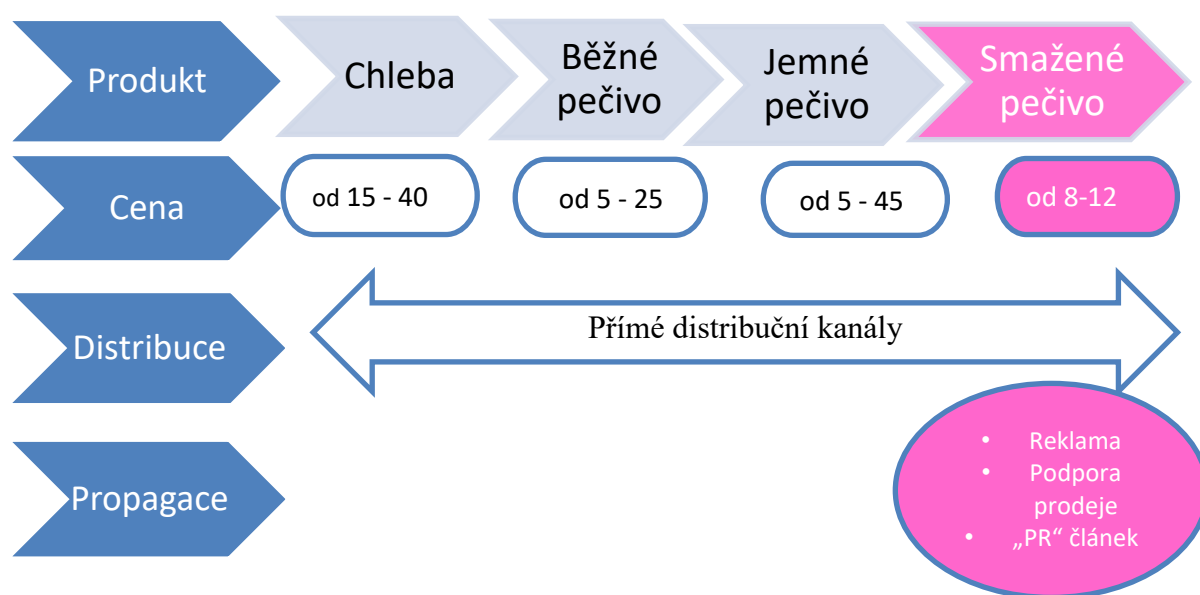 Produkt
Chleba
Běžné
pečivo
Jemné
pečivo
Smažené
pečivo
Cena
od 15 - 40
od 5 - 25
od 5 - 45
od 8-12
Distribuce
Přímé distribuční kanály
Propagace
• Reklama
• Podpora
prodeje
• „PR“ článek